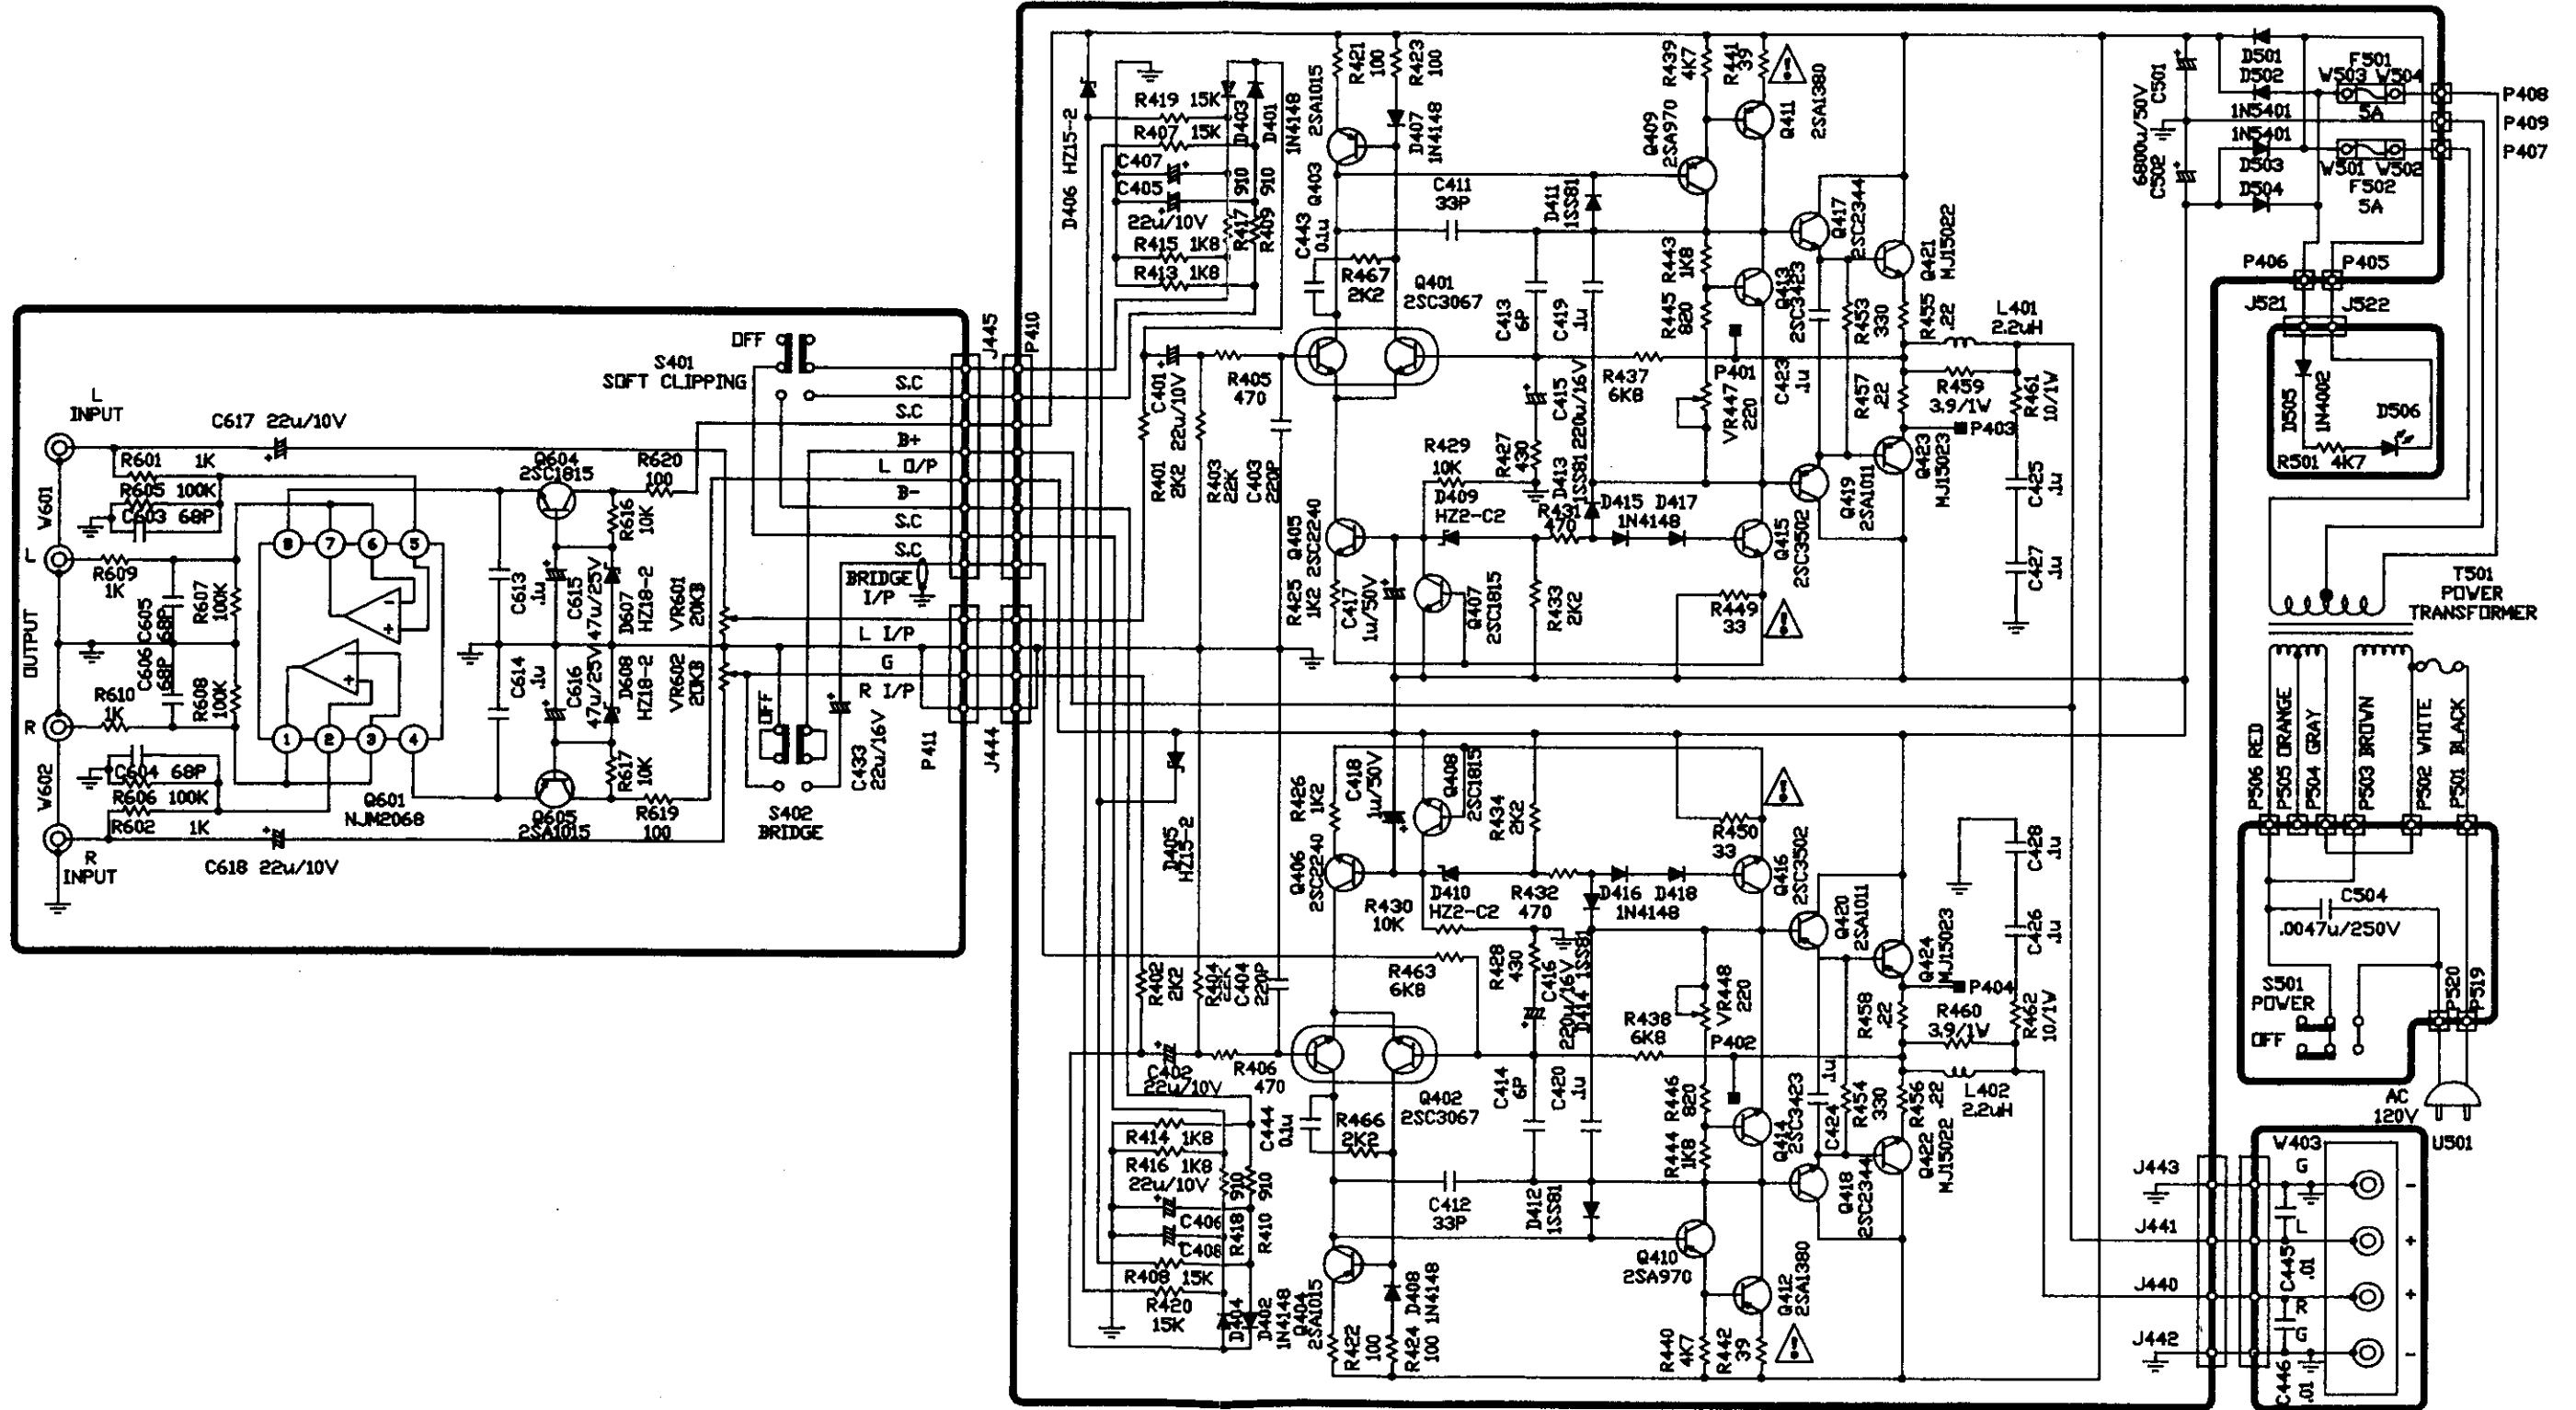 L
INPUT
C617 22u/10V
R601 1K
R605 100K
C603 68P
W601
L
R609
1K
C605
68P
R607
100K
OUTPUT
C606
68P
R608
100K
R610
1K
R
W602
C604 68P
R606 100K
R602 1K
R
INPUT
C618 22u/10V
8
7
6
5
1
2
3
4
Q601
NJM2068
Q604
2SC1815
R620
100
R616
10K
C613
.1u
C615
47u/25V
D607
HZ18-2
VR601
20KB
C614
.1u
C616
47u/25V
D608
HZ18-2
VR602
20KB
R617
10K
Q605
2SA1015
R619
100
OFF
S401
SOFT CLIPPING
S.C
S.C
B+
L O/P
B-
S.C
S.C
BRIDGE
I/P
L I/P
G
R I/P
OFF
S402
BRIDGE
C433
22u/16V
J445
P410
P411
J444
D406 HZ15-2
R419 15K
R407 15K
C407
C405
22u/10V
R415 1K8
R413 1K8
D403
D401
1N4148
R417
910
R409
910
C401
22u/10V
R401
2K2
R403
22K
R405
470
C403
220P
R421
100
R423
100
2SA1015
Q403
D407
1N4148
C443
0.1u
R467
2K2
C411
33P
Q401
2SC3067
R439
4K7
R441
39
Q409
2SA970
Q411
2SA1380
D411
1SS81
C413
6P
C419
.1u
R443
1K8
R445
820
Q413
2SC3423
P401
R437
6K8
VR447
220
C415
220u/16V
R427
430
R429
10K
D409
HZ2-C2
D413
1SS81
R431
470
D415 D417
1N4148
Q405
2SC2240
R425
1K2
C417
1u/50V
Q407
2SC1815
R433
2K2
R449
33
Q415
2SC3502
Q417
2SC2344
Q421
MJ15022
R453
330
R455
.22
L401
2.2uH
C423
.1u
R457
.22
R459
3.9/1W
R461
10/1W
P403
Q419
2SA1011
Q423
MJ15023
C425
.1u
C427
.1u
D405
HZ15-2
R426
1K2
C418
1u/50V
Q408
2SC1815
R434
2K2
R450
33
Q406
2SC2240
R430
10K
D410
HZ2-C2
R432
470
D416 D418
1N4148
Q416
2SC3502
Q420
2SA1011
Q424
MJ15023
P404
C428
.1u
C426
.1u
R402
2K2
R404
22K
C404
220P
R463
6K8
R428
430
C416
220u/16V
D414 1SS81
VR448
220
R438
6K8
P402
R458
.22
R460
3.9/1W
R462
10/1W
L402
2.2uH
C402
22u/10V
R406
470
Q402
2SC3067
R466
2K2
C444
0.1u
C414
6P
C420
.1u
R446
820
R444
1K8
Q414
2SC3423
C424
.1u
R454
330
R456
.22
Q422
MJ15022
Q418
2SC2344
R414 1K8
R416 1K8
22u/10V
C406
C408
R408 15K
R420
15K
R418
910
R410
910
D404
D402
1N4148
Q404
2SA1015
R422
100
R424
100
D408
1N4148
C412
33P
D412
1SS81
Q410
2SA970
Q412
2SA1380
R440
4K7
R442
39
C501
6800u/50V
C502
D501
D502
1N5401
1N5401
D503
D504
F501
W503 W504
5A
W501 W502
F502
5A
P408
P409
P407
P406
P405
J521
J522
D505
1N4002
D506
R501 4K7
T501
POWER
TRANSFORMER
P506 RED
P505 ORANGE
P504 GRAY
P503 BROWN
P502 WHITE
P501 BLACK
C504
.0047u/250V
S501
POWER
OFF
P520
P519
AC
120V
U501
W403
J443
J441
J440
J442
G
L
R
G
C445
.01
C446
.01
-
+
+
-